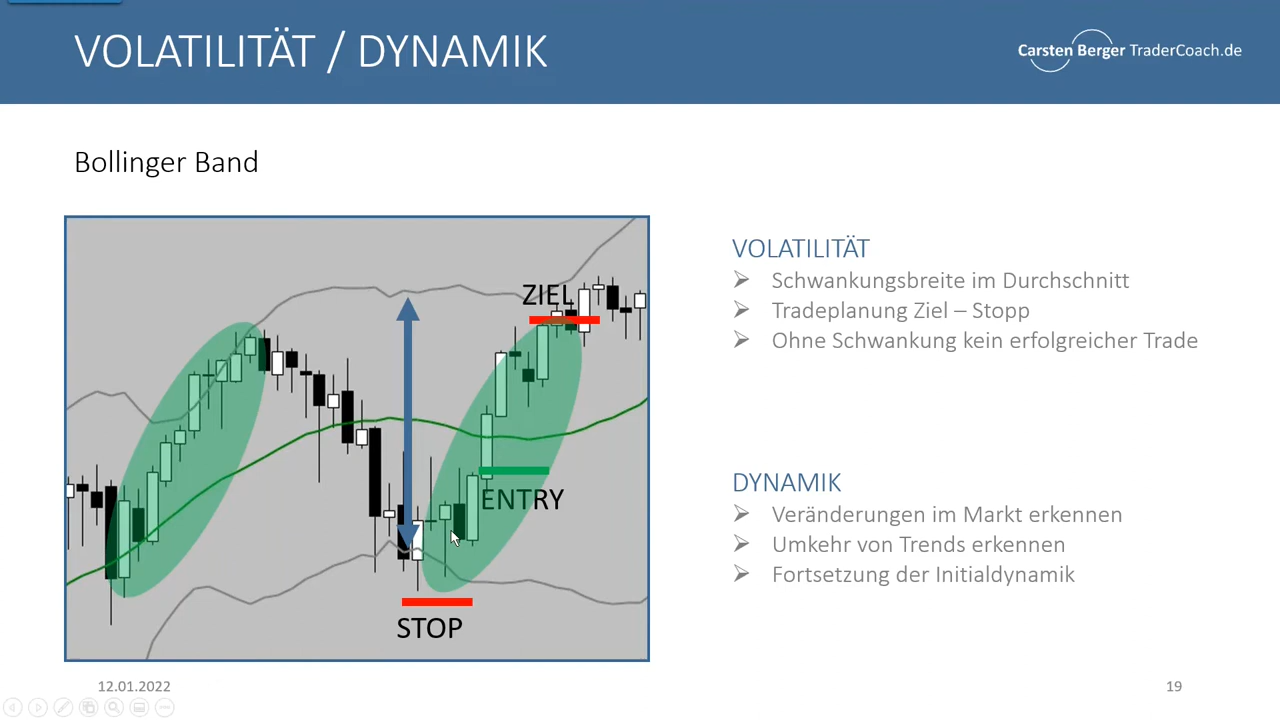 VOLATILITÄT / DYNAMIK
Carsten Berger TraderCoach.de
Bollinger Band
ZIEL
ENTRY
STOP
VOLATILITÄT
Schwankungsbreite im Durchschnitt
Tradeplanung Ziel – Stopp
Ohne Schwankung kein erfolgreicher Trade
DYNAMIK
Veränderungen im Markt erkennen
Umkehr von Trends erkennen
Fortsetzung der Initialdynamik
12.01.2022
19